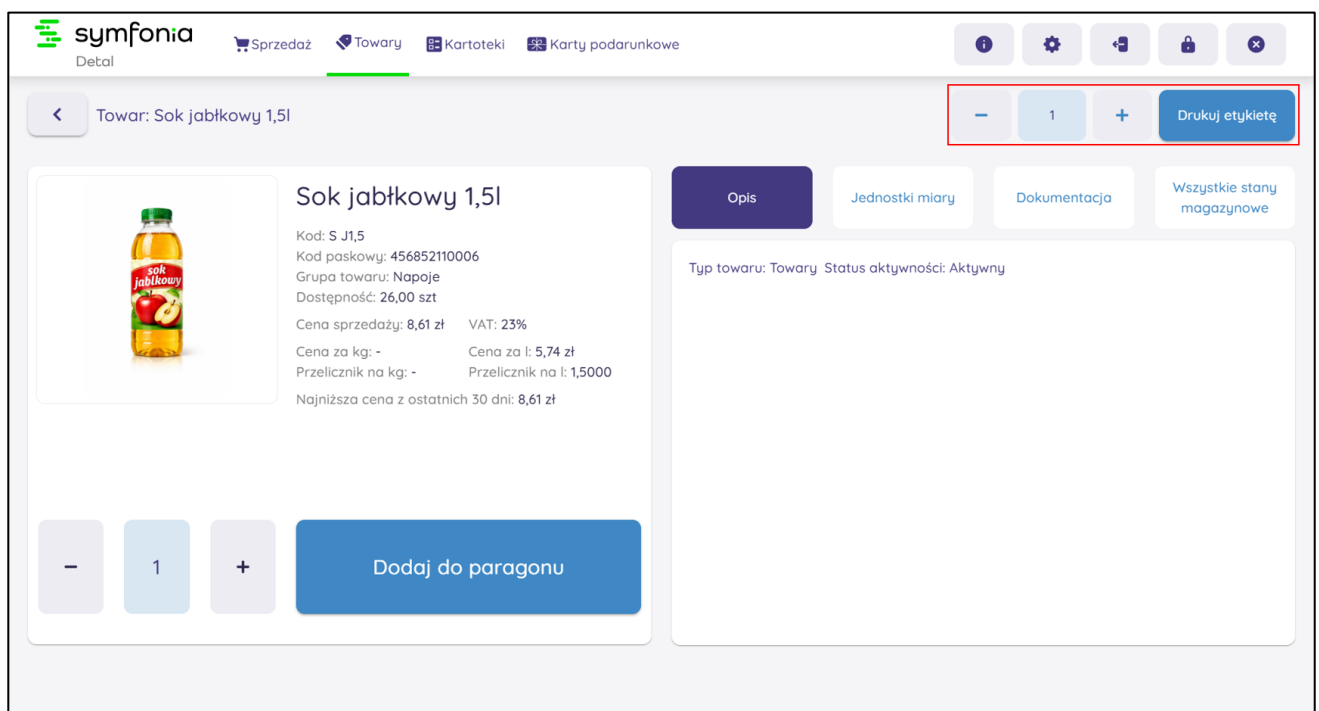 symfonia
Detal
Sprzedaż Towary Kartoteki Karty podarunkowe
Towar: Sok jabłkowy 1,5l
1
Drukuj etykietę
sok
jabłkowy
Sok jabłkowy 1,5l
Kod: S J1,5
Kod paskowy: 456852110006
Grupa towaru: Napoje
Dostępność: 26,00 szt
Cena sprzedaży: 8,61 zł VAT: 23%
Cena za kg: - Cena za l: 5,74 zł
Przelicznik na kg: - Przelicznik na l: 1,5000
Najniższa cena z ostatnich 30 dni: 8,61 zł
− 1 +
Dodaj do paragonu
Opis
Jednostki miary
Dokumentacja
Wszystkie stany
magazynowe
Typ towaru: Towary Status aktywności: Aktywny